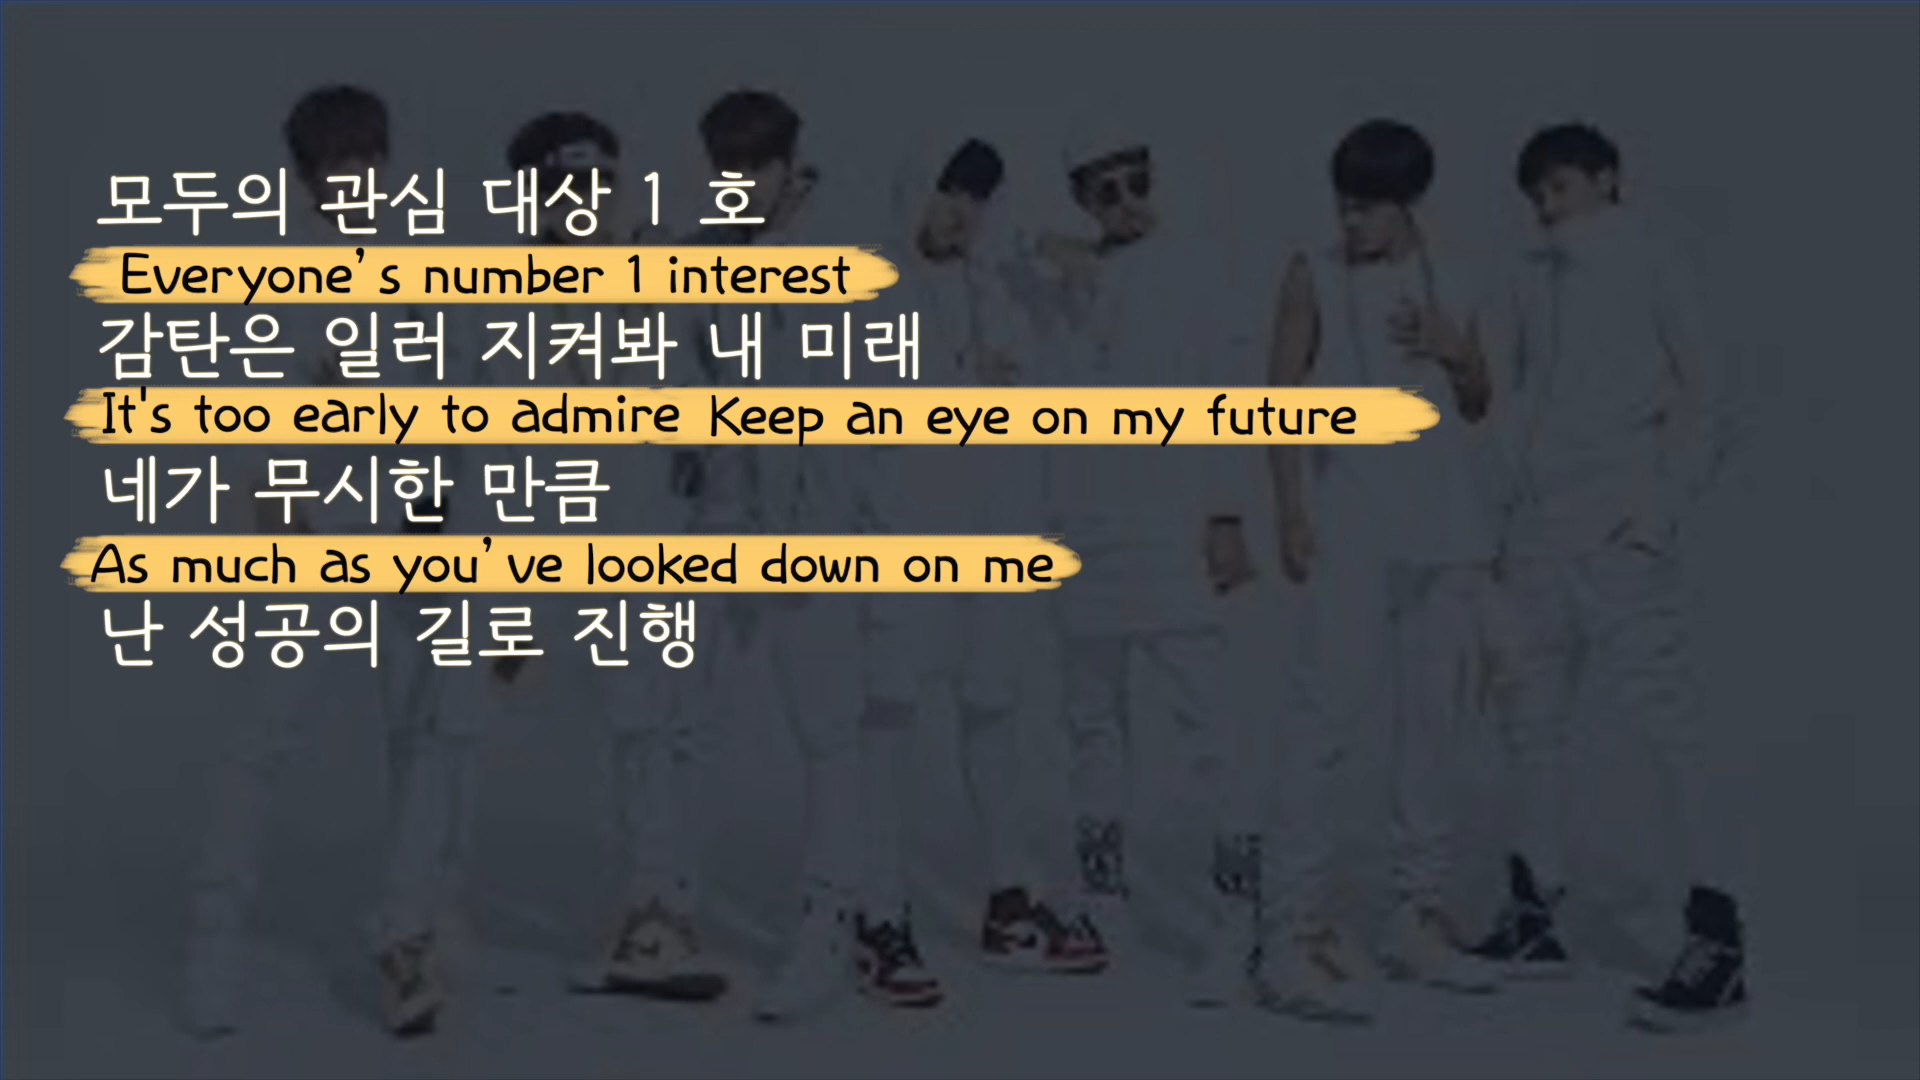 모두의 관심 대상 1 호
Everyone's number 1 interest
감탄은 일러 지켜봐 내 미래
It's too early to admire Keep an eye on my future
네가 무시한 만큼
As much as you've looked down on me
난 성공의 길로 진행